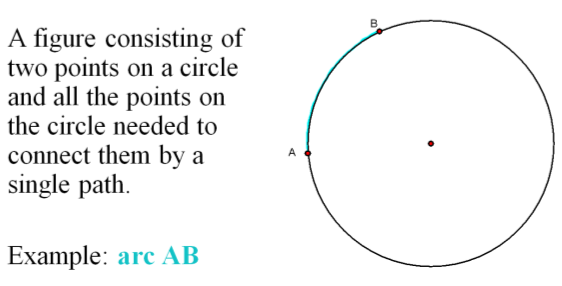 A figure consisting of
two points on a circle
and all the points on
the circle needed to
connect them by a
single path.
Example: arc AB
B
A